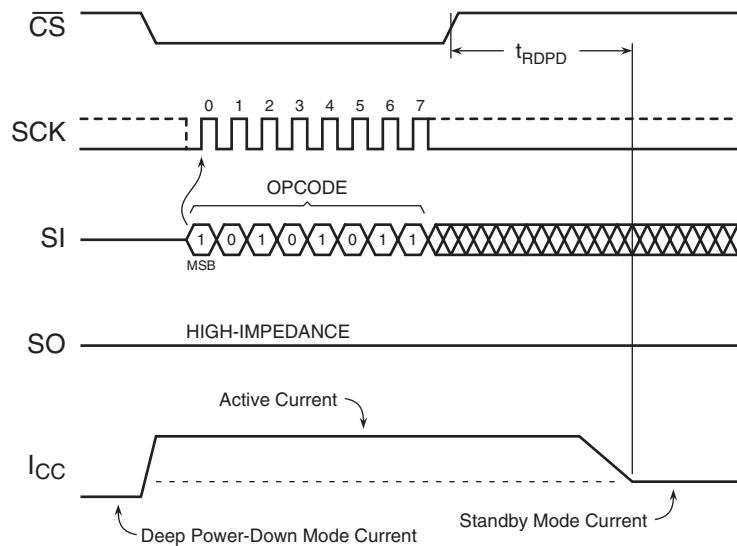 CS
tRDPD
0 1 2 3 4 5 6 7
SCK
OPCODE
SI
1 0 1 0 1 0 1 1
MSB
HIGH-IMPEDANCE
SO
Active Current
ICC
Deep Power-Down Mode Current
Standby Mode Current